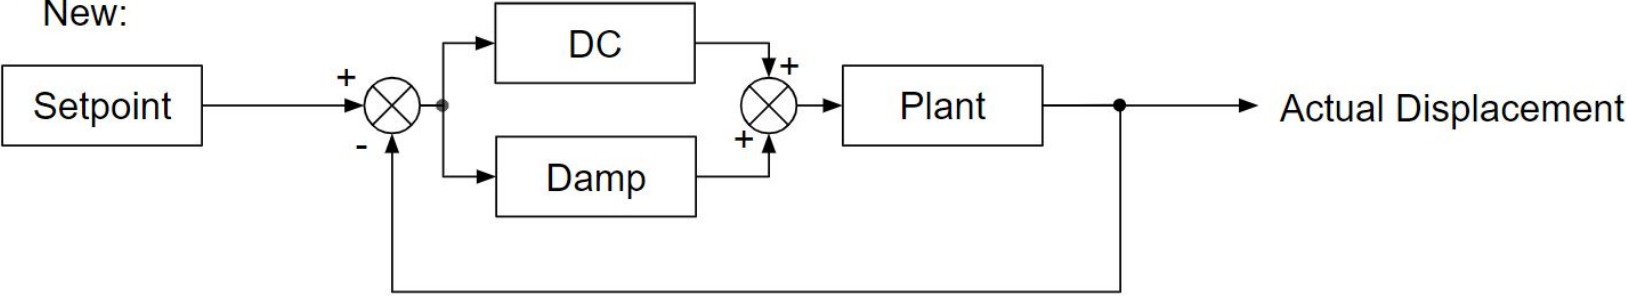 New:
DC
+
+
Setpoint
Plant
Actual Displacement
-
+
Damp